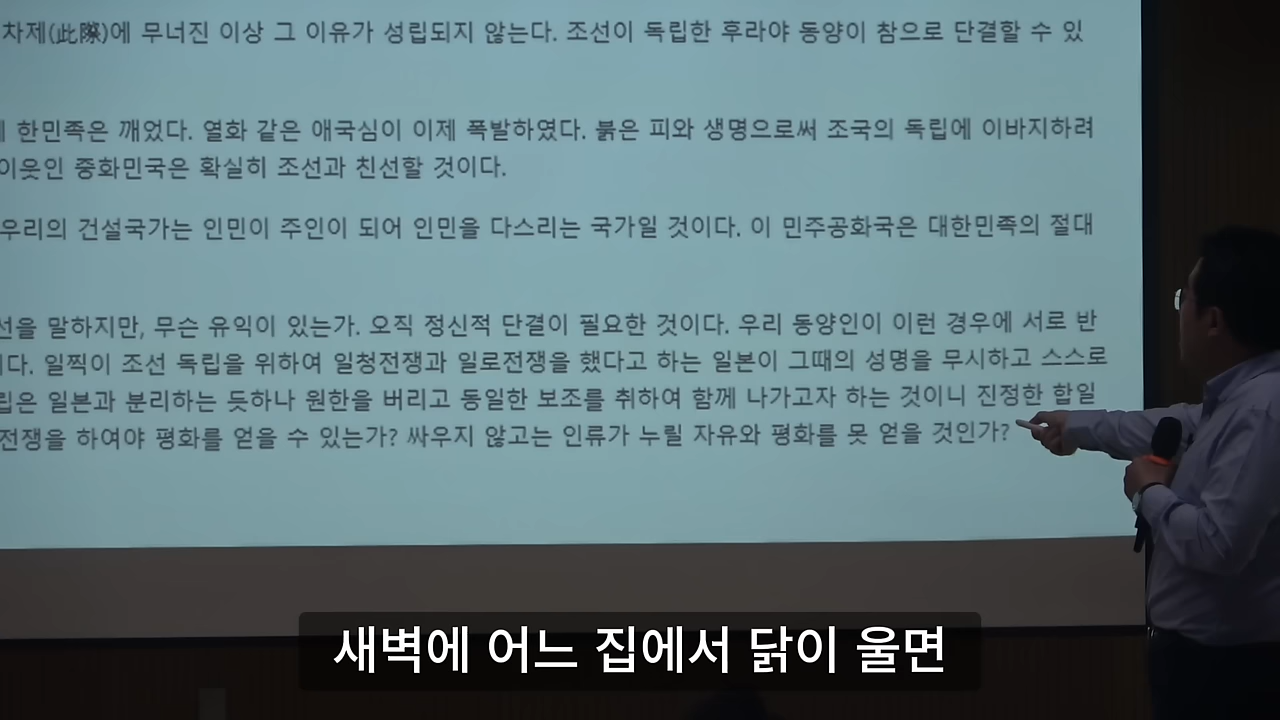 차제(此際)에 무너진 이상 그 이유가 성립되지 않는다. 조선이 독립한 후라야 동양이 참으로 단결할 수 있
한민족은 깨었다. 열화 같은 애국심이 이제 폭발하였다. 붉은 피와 생명으로써 조국의 독립에 이바지하려
이웃인 중화민국은 확실히 조선과 친선할 것이다.
우리의 건설국가는 인민이 주인이 되어 인민을 다스리는 국가일 것이다. 이 민주공화국은 대한민족의 절대
선을 말하지만, 무슨 유익이 있는가. 오직 정신적 단결이 필요한 것이다. 우리 동양인이 이런 경우에 서로 반
다. 일찍이 조선 독립을 위하여 일청전쟁과 일로전쟁을 했다고 하는 일본이 그때의 성명을 무시하고 스스로
립은 일본과 분리하는 듯하나 원한을 버리고 동일한 보조를 취하여 함께 나가고자 하는 것이니 진정한 합일
전쟁을 하여야 평화를 얻을 수 있는가? 싸우지 않고는 인류가 누릴 자유와 평화를 못 얻을 것인가?
새벽에 어느 집에서 닭이 울면